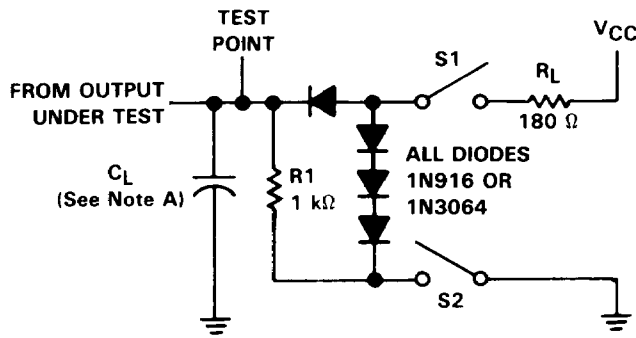 TEST
POINT
VCC
S1
RL
FROM OUTPUT
UNDER TEST
180 Ω
CL
(See Note A)
R1
1 kΩ
ALL DIODES
1N916 OR
1N3064
S2